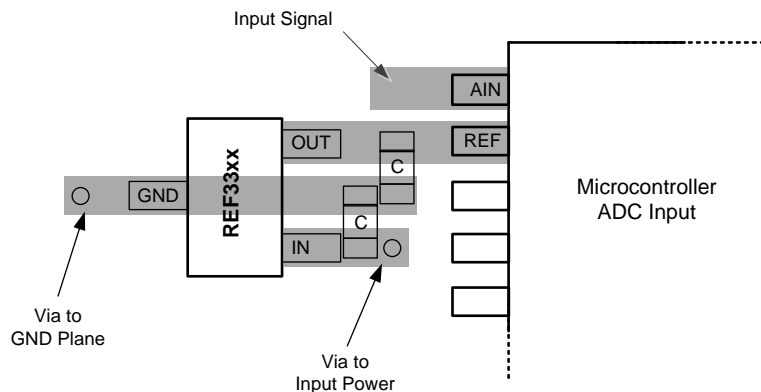 Input Signal
AIN
OUT
REF
C
Microcontroller
ADC Input
GND
REF33xx
C
IN
Via to
GND Plane
Via to
Input Power